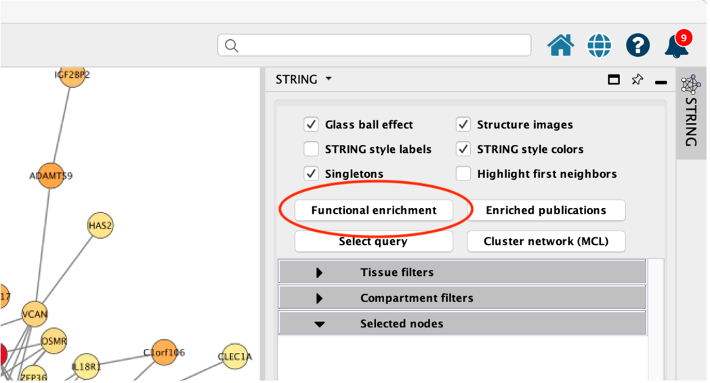 9
STRING
STRING
Glass ball effect
Structure images
STRING style labels
STRING style colors
Singletons
Highlight first neighbors
Functional enrichment
Enriched publications
Select query
Cluster network (MCL)
Tissue filters
Compartment filters
Selected nodes
IGF2BP2
ADAMTS9
HAS2
17
VCAN
OSMR
C1orf106
IL18R1
CLEC1A
ZFP36